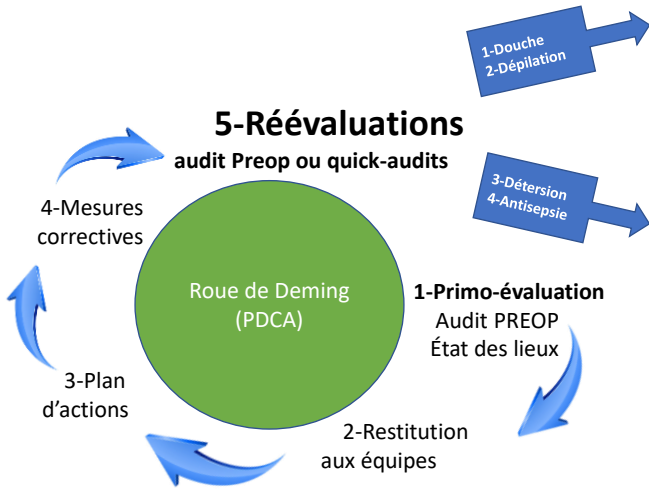 1-Douche
2-Dépilation
5-Réévaluations
audit Preop ou quick-audits
3-Détersion
4-Antisepsie
4-Mesures
correctives
Roue de Deming
(PDCA)
1-Primo-évaluation
Audit PREOP
État des lieux
3-Plan
d’actions
2-Restitution
aux équipes